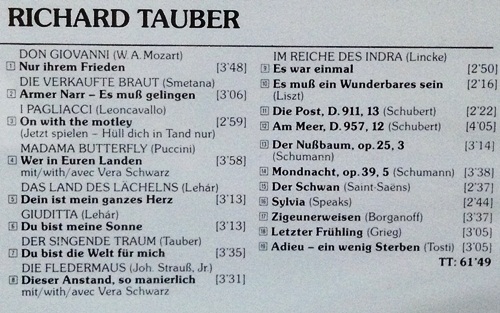 RICHARD TAUBER
DON GIOVANNI (W. A. Mozart)
1 Nur ihrem Frieden [3'48]
DIE VERKAUFTE BRAUT (Smetana)
2 Armer Narr – Es muß gelingen [3'06]
I PAGLIACCI (Leoncavallo)
3 On with the motley [2'59]
(Jetzt spielen – Hüll dich in Tand nur)
MADAMA BUTTERFLY (Puccini)
4 Wer in Euren Landen [3'58]
mit/with/avec Vera Schwarz
DAS LAND DES LÄCHELNS (Lehár)
5 Dein ist mein ganzes Herz [3'13]
GIUDITTA (Lehár)
6 Du bist meine Sonne [3'13]
DER SINGENDE TRAUM (Tauber)
7 Du bist die Welt für mich [3'35]
DIE FLEDERMAUS (Joh. Strauß, Jr.)
8 Dieser Anstand, so manierlich [3'31]
mit/with/avec Vera Schwarz
IM REICHE DES INDRA (Lincke)
9 Es war einmal [2'50]
10 Es muß ein Wunderbares sein [2'16]
(Liszt)
11 Die Post, D. 911, 13 (Schubert) [2'22]
12 Am Meer, D. 957, 12 (Schubert) [4'05]
13 Der Nußbaum, op. 25, 3 [3'14]
(Schumann)
14 Mondnacht, op. 39, 5 (Schumann) [3'38]
15 Der Schwan (Saint-Saëns) [2'37]
16 Sylvia (Speaks) [2'44]
17 Zigeunerweisen (Borganoff) [3'37]
18 Letzter Frühling (Grieg) [3'05]
19 Adieu – ein wenig Sterben (Tosti) [3'05]
TT: 61'49